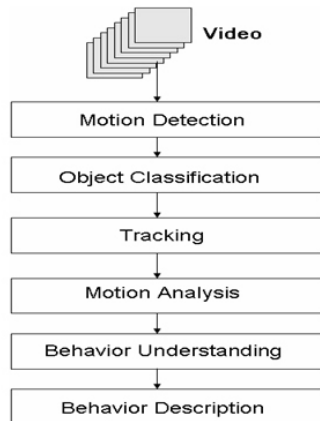 Video
Motion Detection
Object Classification
Tracking
Motion Analysis
Behavior Understanding
Behavior Description